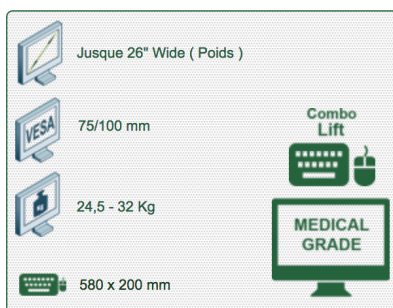 Jusque 26" Wide ( Poids )
VESA
75/100 mm
KG
24,5 - 32 Kg
580 x 200 mm
Combo
Lift
MEDICAL
GRADE